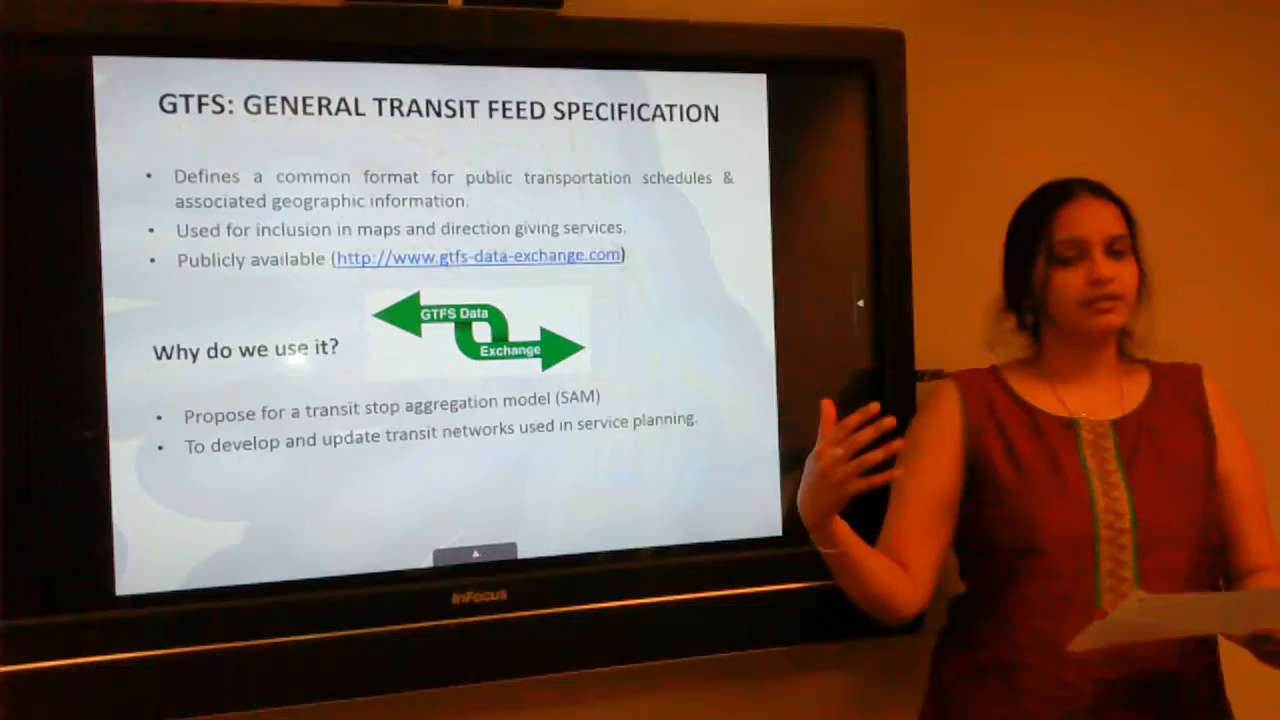 GTFS: GENERAL TRANSIT FEED SPECIFICATION
• Defines a common format for public transportation schedules &
associated geographic information.
• Used for inclusion in maps and direction giving services.
• Publicly available (http://www.gtfs-data-exchange.com)
GTFS Data
Exchange
Why do we use it?
• Propose for a transit stop aggregation model (SAM)
• To develop and update transit networks used in service planning.
InFocus